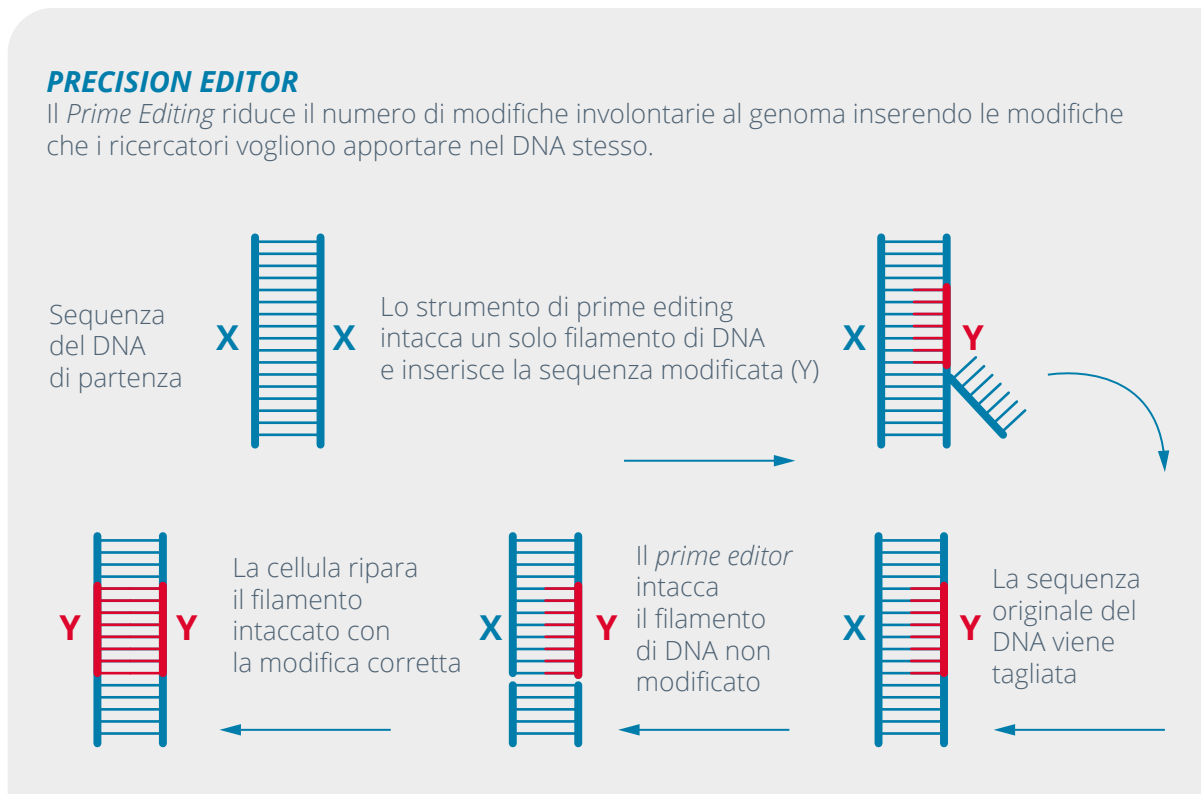 PRECISION EDITOR
Il Prime Editing riduce il numero di modifiche involontarie al genoma inserendo le modifiche
che i ricercatori vogliono apportare nel DNA stesso.
Sequenza
del DNA
di partenza
X
X
Lo strumento di prime editing
intacca un solo filamento di DNA
e inserisce la sequenza modificata (Y)
X
Y
La sequenza
originale del
DNA viene
tagliata
X
Y
Il prime editor
intacca
il filamento
di DNA non
modificato
X
Y
La cellula ripara
il filamento
intaccato con
la modifica corretta
Y
Y